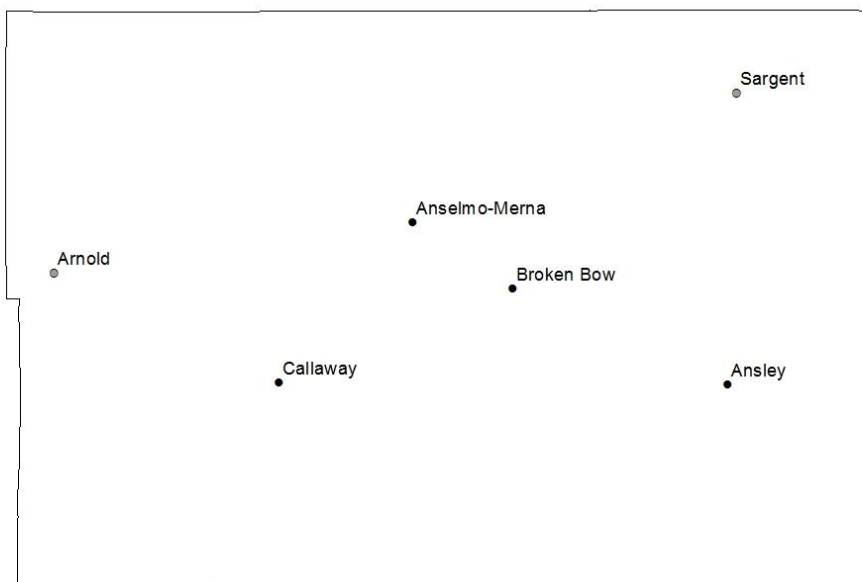 Sargent
Anselmo-Merna
Arnold
Broken Bow
Callaway
Ansley